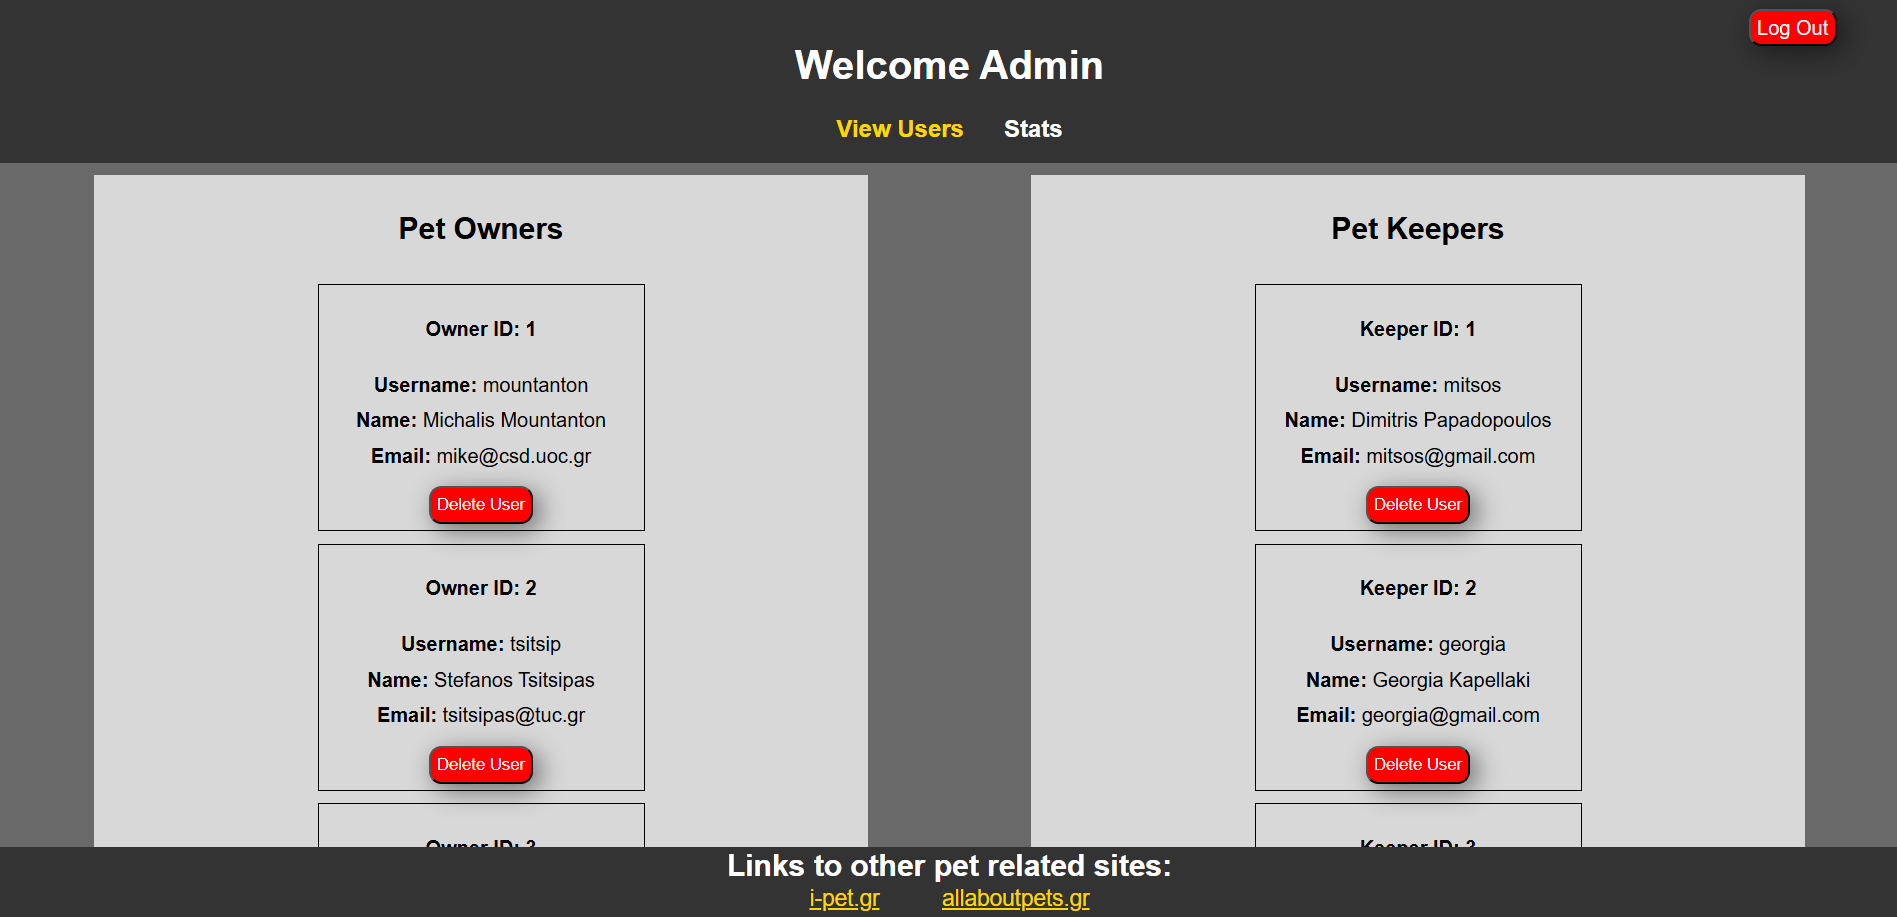 Log Out
Welcome Admin
View Users Stats
Pet Owners
Owner ID: 1
Username: mountanton
Name: Michalis Mountanton
Email: mike@csd.uoc.gr
Delete User
Owner ID: 2
Username: tsitsip
Name: Stefanos Tsitsipas
Email: tsitsipas@tuc.gr
Delete User
Owner ID:
Pet Keepers
Keeper ID: 1
Username: mitsos
Name: Dimitris Papadopoulos
Email: mitsos@gmail.com
Delete User
Keeper ID: 2
Username: georgia
Name: Georgia Kapellaki
Email: georgia@gmail.com
Delete User
Keeper ID:
Links to other pet related sites:
i-pet.gr allaboutpets.gr